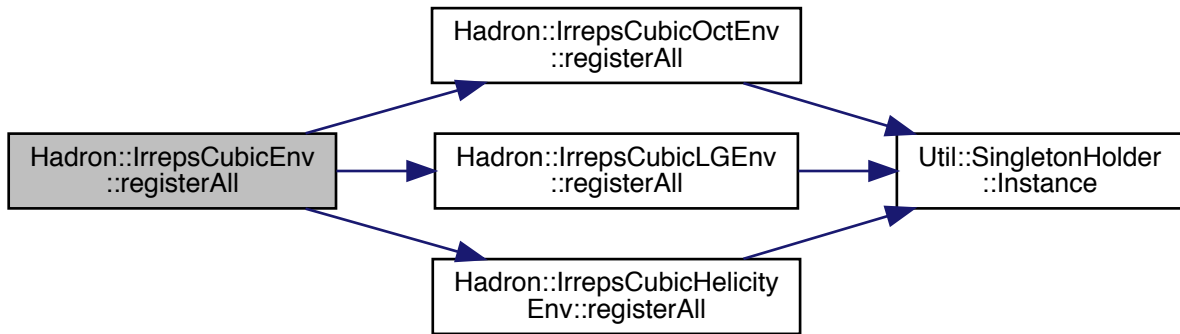 Hadron::IrrepsCubicOctEnv
::registerAll
Hadron::IrrepsCubicEnv
::registerAll
Hadron::IrrepsCubicLGEnv
::registerAll
Util::SingletonHolder
::Instance
Hadron::IrrepsCubicHelicity
Env::registerAll